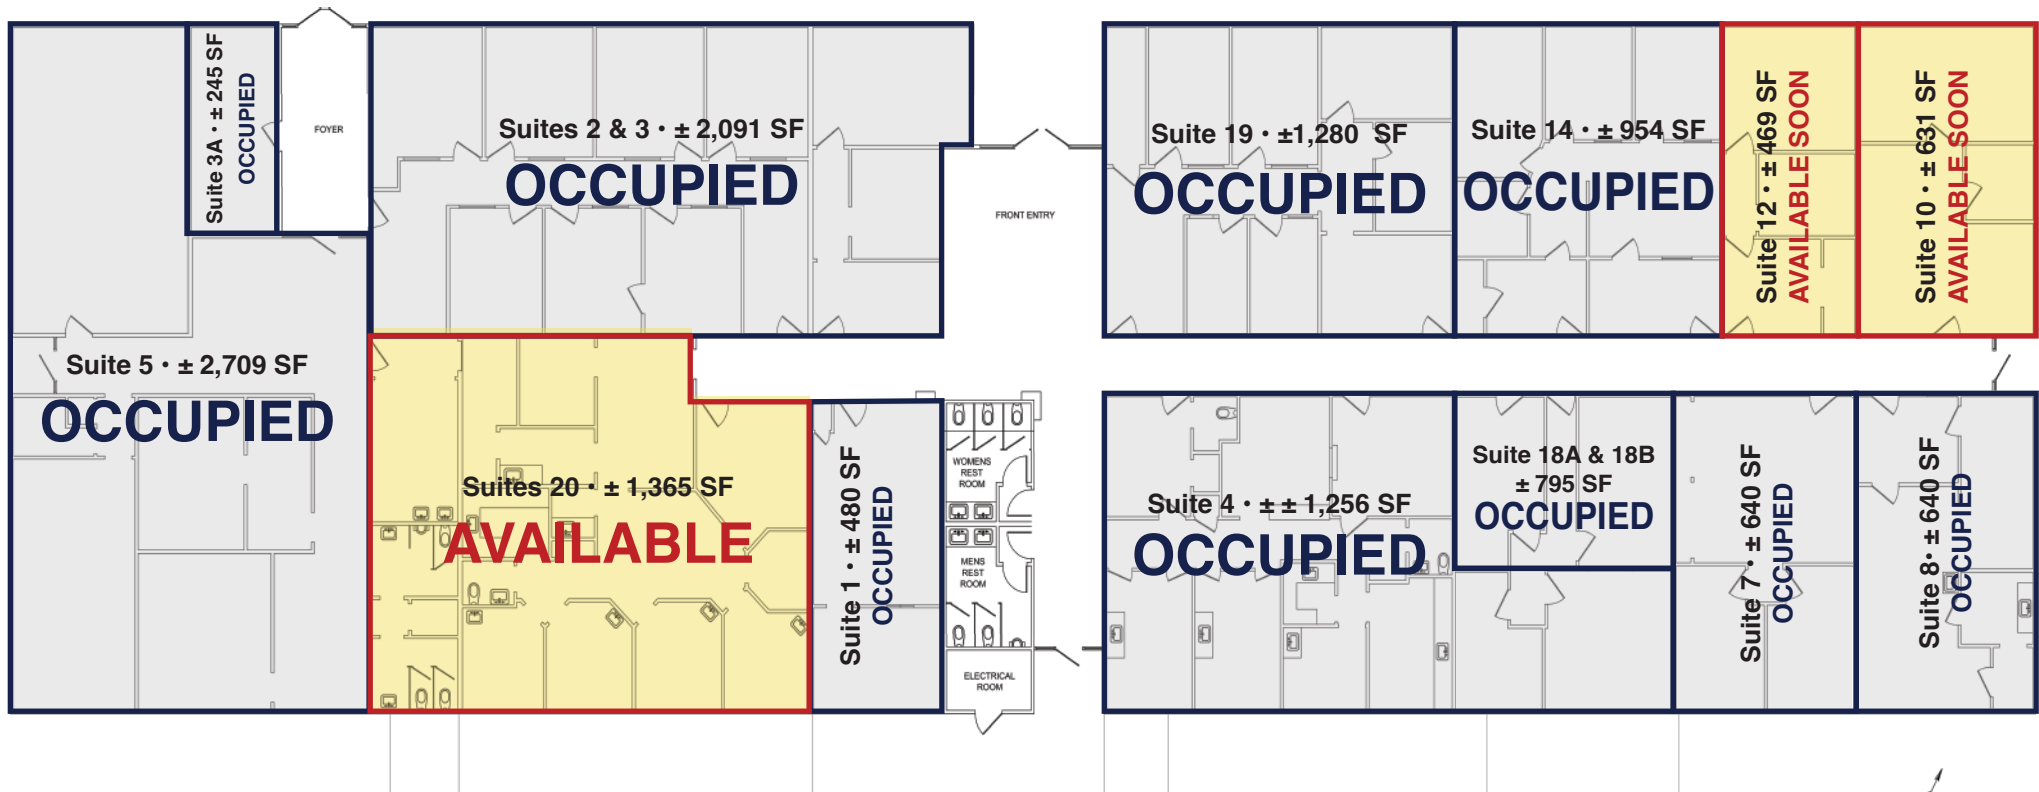 Suite 3A • ± 245 SF
OCCUPIED
FOYER
Suites 2 & 3 • ± 2,091 SF
OCCUPIED
FRONT ENTRY
Suite 19 • ±1,280 SF
OCCUPIED
Suite 14 • ± 954 SF
OCCUPIED
Suite 12 • ± 469 SF
AVAILABLE SOON
Suite 10 • ± 631 SF
AVAILABLE SOON
Suite 5 • ± 2,709 SF
OCCUPIED
Suites 20 • ± 1,365 SF
AVAILABLE
Suite 1 • ± 480 SF
OCCUPIED
WOMENS
REST
ROOM
MENS
REST
ROOM
ELECTRICAL
ROOM
Suite 4 • ± ± 1,256 SF
OCCUPIED
Suite 18A & 18B
± 795 SF
OCCUPIED
Suite 7 • ± 640 SF
OCCUPIED
Suite 8• ± 640 SF
OCCUPIED